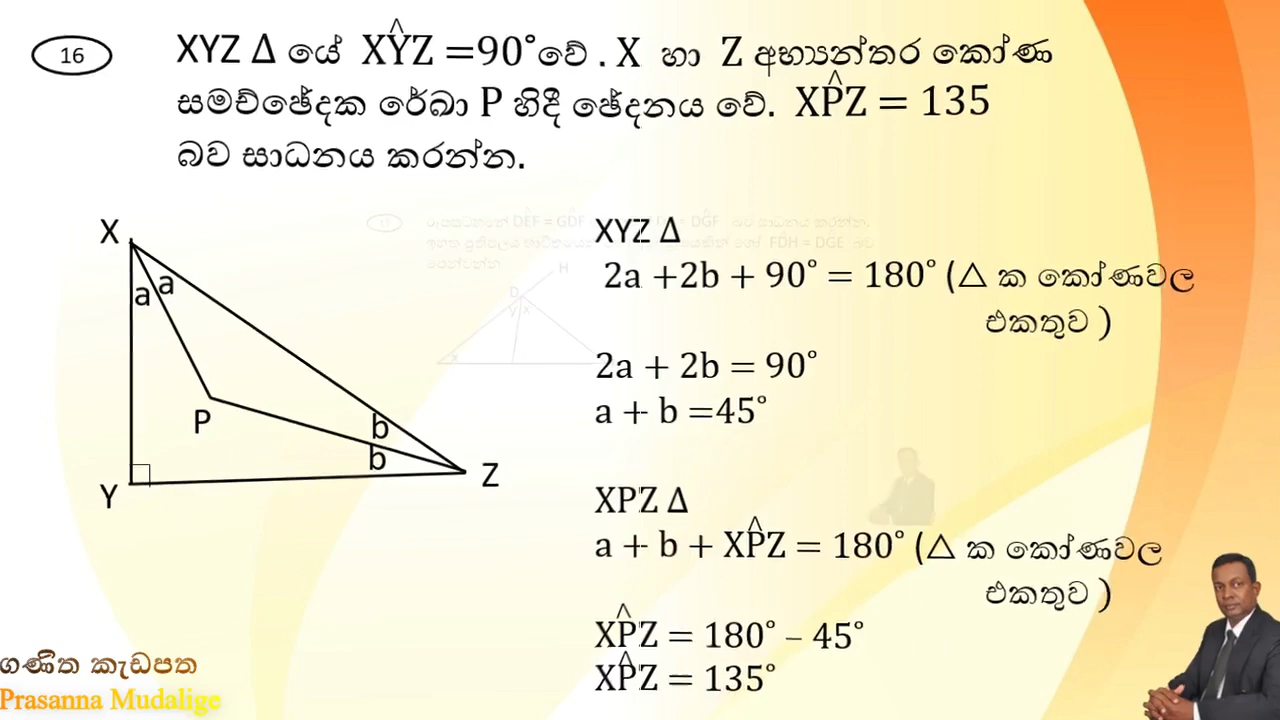 16
XYZ Δ යේ XŶZ =90°වේ . X හා Z අභ්‍යන්තර කෝණ
සමච්ඡේදක රේඛා P හිදී ඡේදනය වේ. XP̂Z = 135
බව සාධනය කරන්න.
X
a
a
P
b
b
Y
Z
XYZ Δ
2a +2b + 90° = 180° (△ ක කෝණවල
එකතුව )
2a + 2b = 90°
a + b =45°
XPZ Δ
a + b + XP̂Z = 180° (△ ක කෝණවල
එකතුව )
XP̂Z = 180° – 45°
XP̂Z = 135°
ගණිත කැඩපත
Prasanna Mudalige